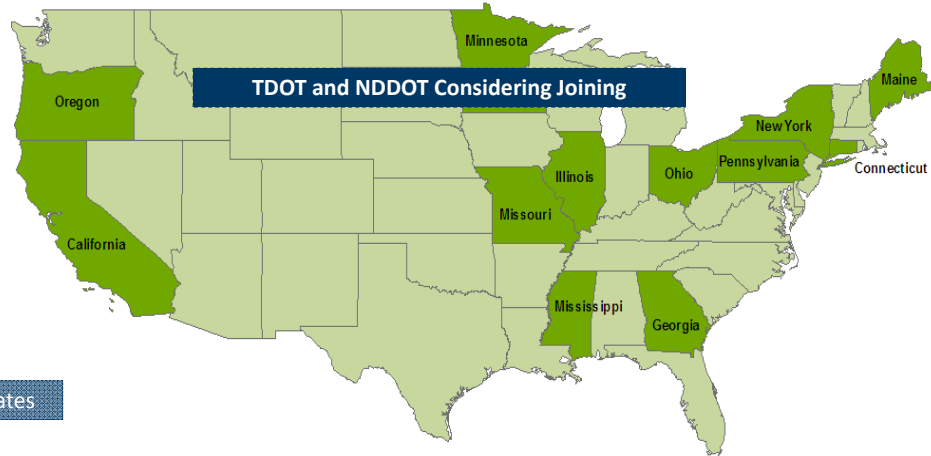 Minnesota
TDOT and NDDOT Considering Joining
Maine
Oregon
New York
Pennsylvania
Connecticut
Ohio
Illinois
Missouri
California
Mississippi
Georgia
ates